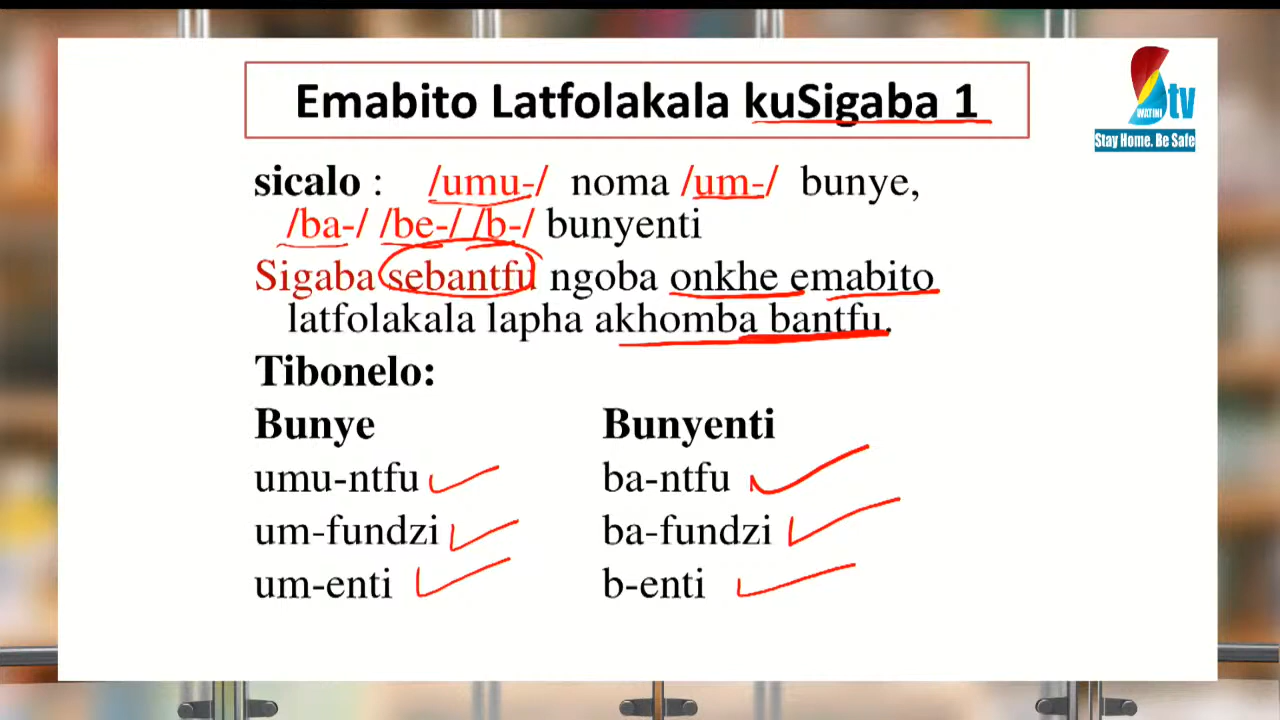 Emabito Latfolakala kuSigaba 1
tv
WATINI
Stay Home. Be Safe
sicalo : /umu-/ noma /um-/ bunye,
/ba-/ /be-/ /b-/ bunyenti
Sigaba sebantfu ngoba onkhe emabito
latfolakala lapha akhomba bantfu.
Tibonelo:
Bunye Bunyenti
umu-ntfu ba-ntfu
um-fundzi ba-fundzi
um-enti b-enti